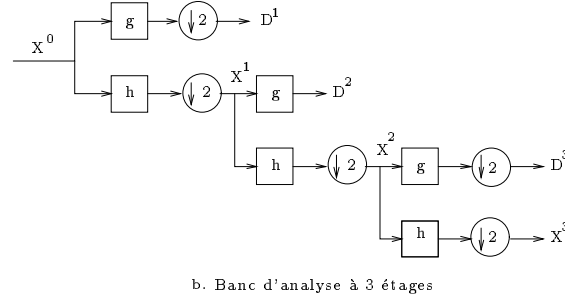 g ↓ 2 D¹
X⁰
h ↓ 2 X¹ g D²
h ↓ 2 X² g ↓ 2 D³
h ↓ 2 X³
b. Banc d'analyse à 3 étages